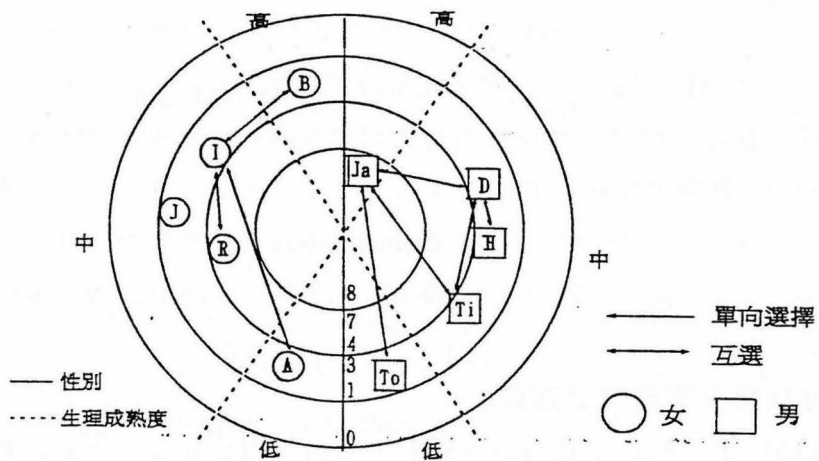 高 高
B
I
Ja
D
J
R
H
中 中
8
7
Ti
4
3
A
To
1
0
低 低
—— 性別
------ 生理成熟度
單向選擇
互選
女 男